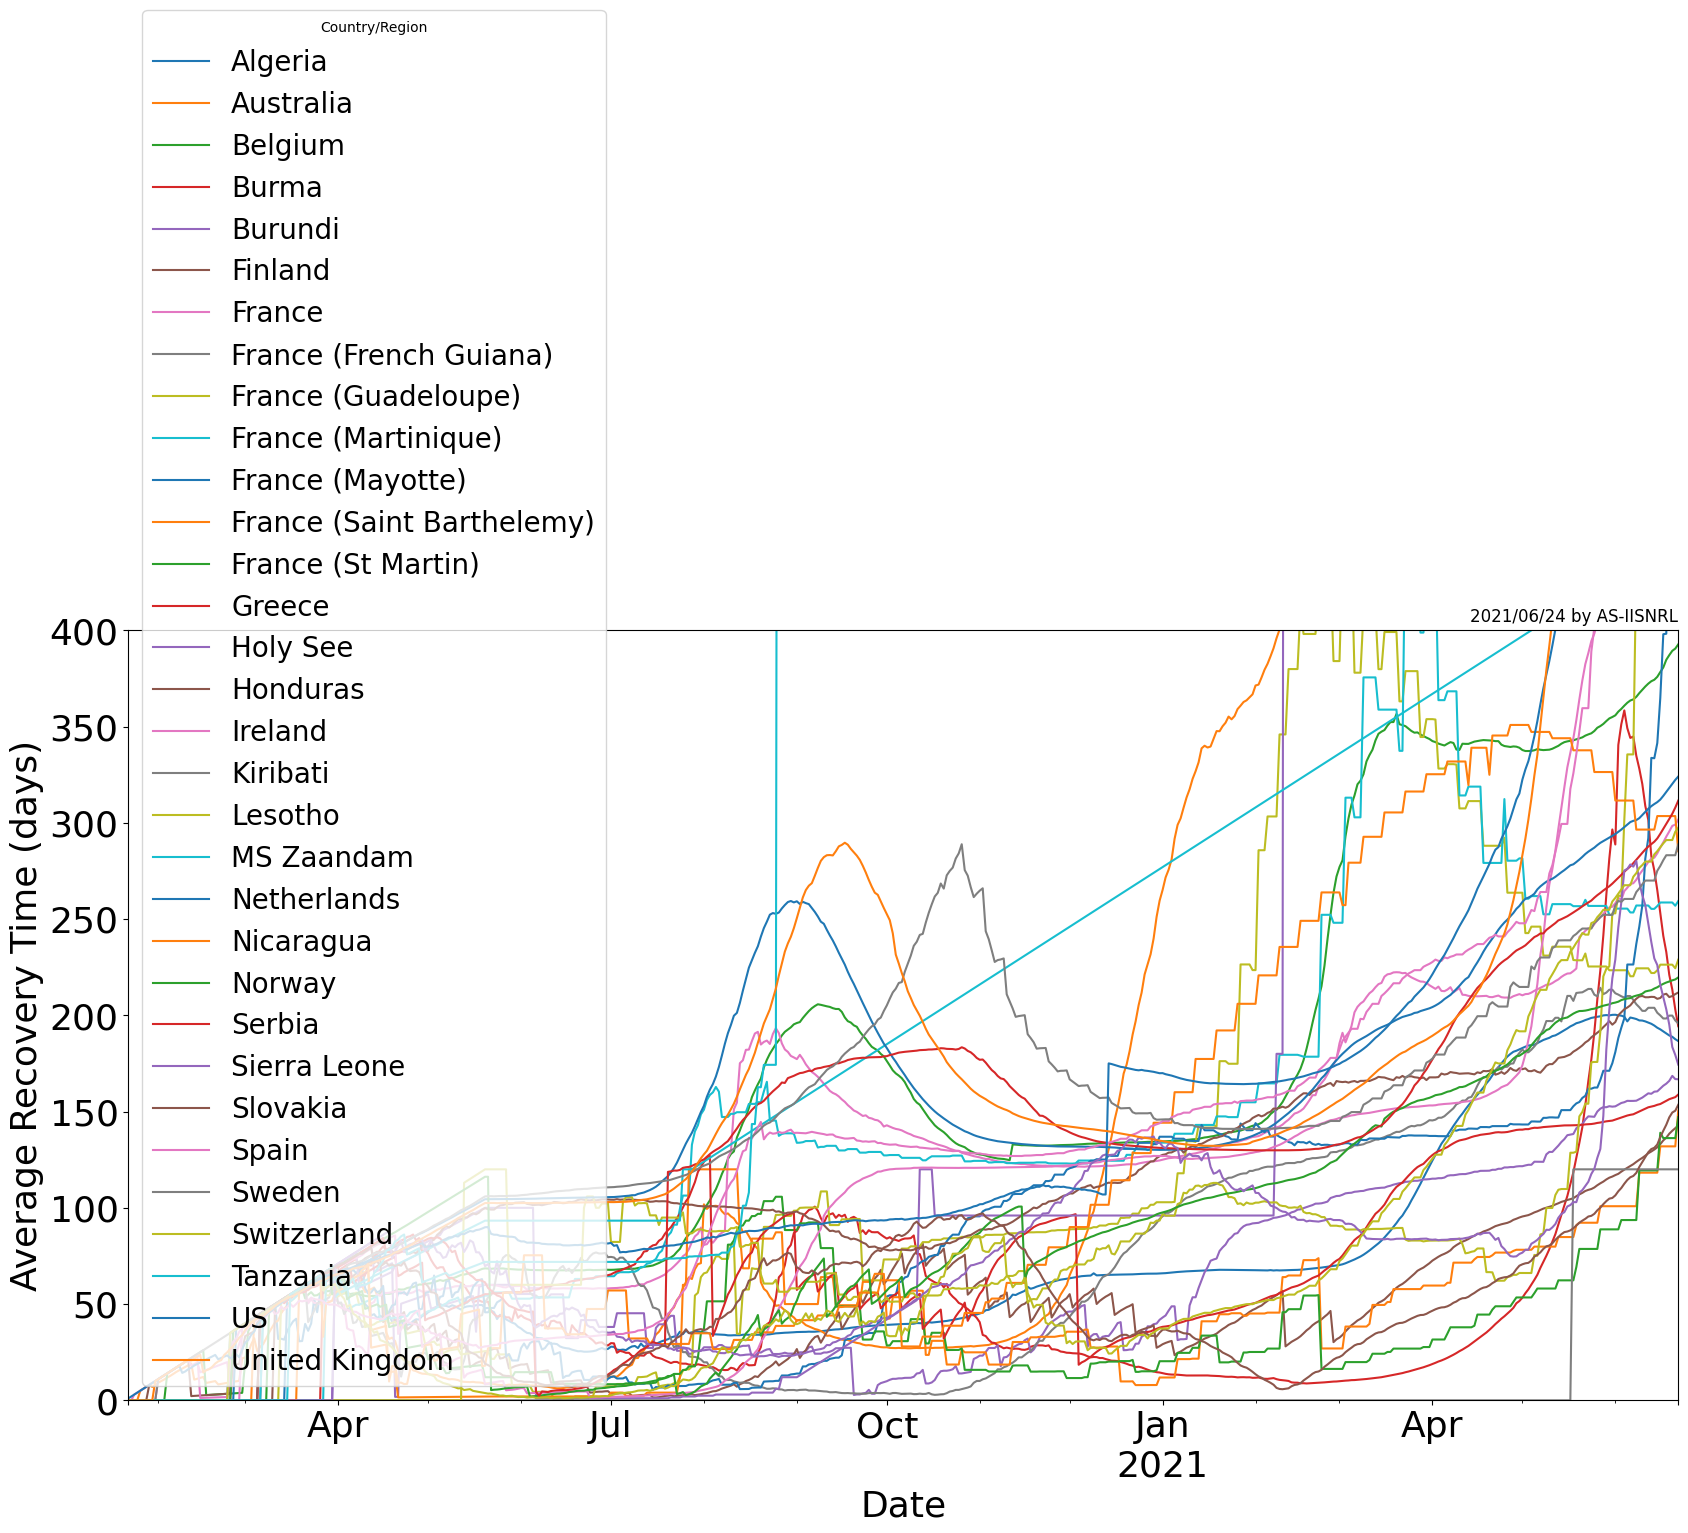 Country/Region
Algeria
Australia
Belgium
Burma
Burundi
Finland
France
France (French Guiana)
France (Guadeloupe)
France (Martinique)
France (Mayotte)
France (Saint Barthelemy)
France (St Martin)
Greece
Holy See
Honduras
Ireland
Kiribati
Lesotho
MS Zaandam
Netherlands
Nicaragua
Norway
Serbia
Sierra Leone
Slovakia
Spain
Sweden
Switzerland
Tanzania
US
United Kingdom
2021/06/24 by AS-IISNRL
Average Recovery Time (days)
400
350
300
250
200
150
100
50
0
Apr
Jul
Oct
Jan
2021
Apr
Date